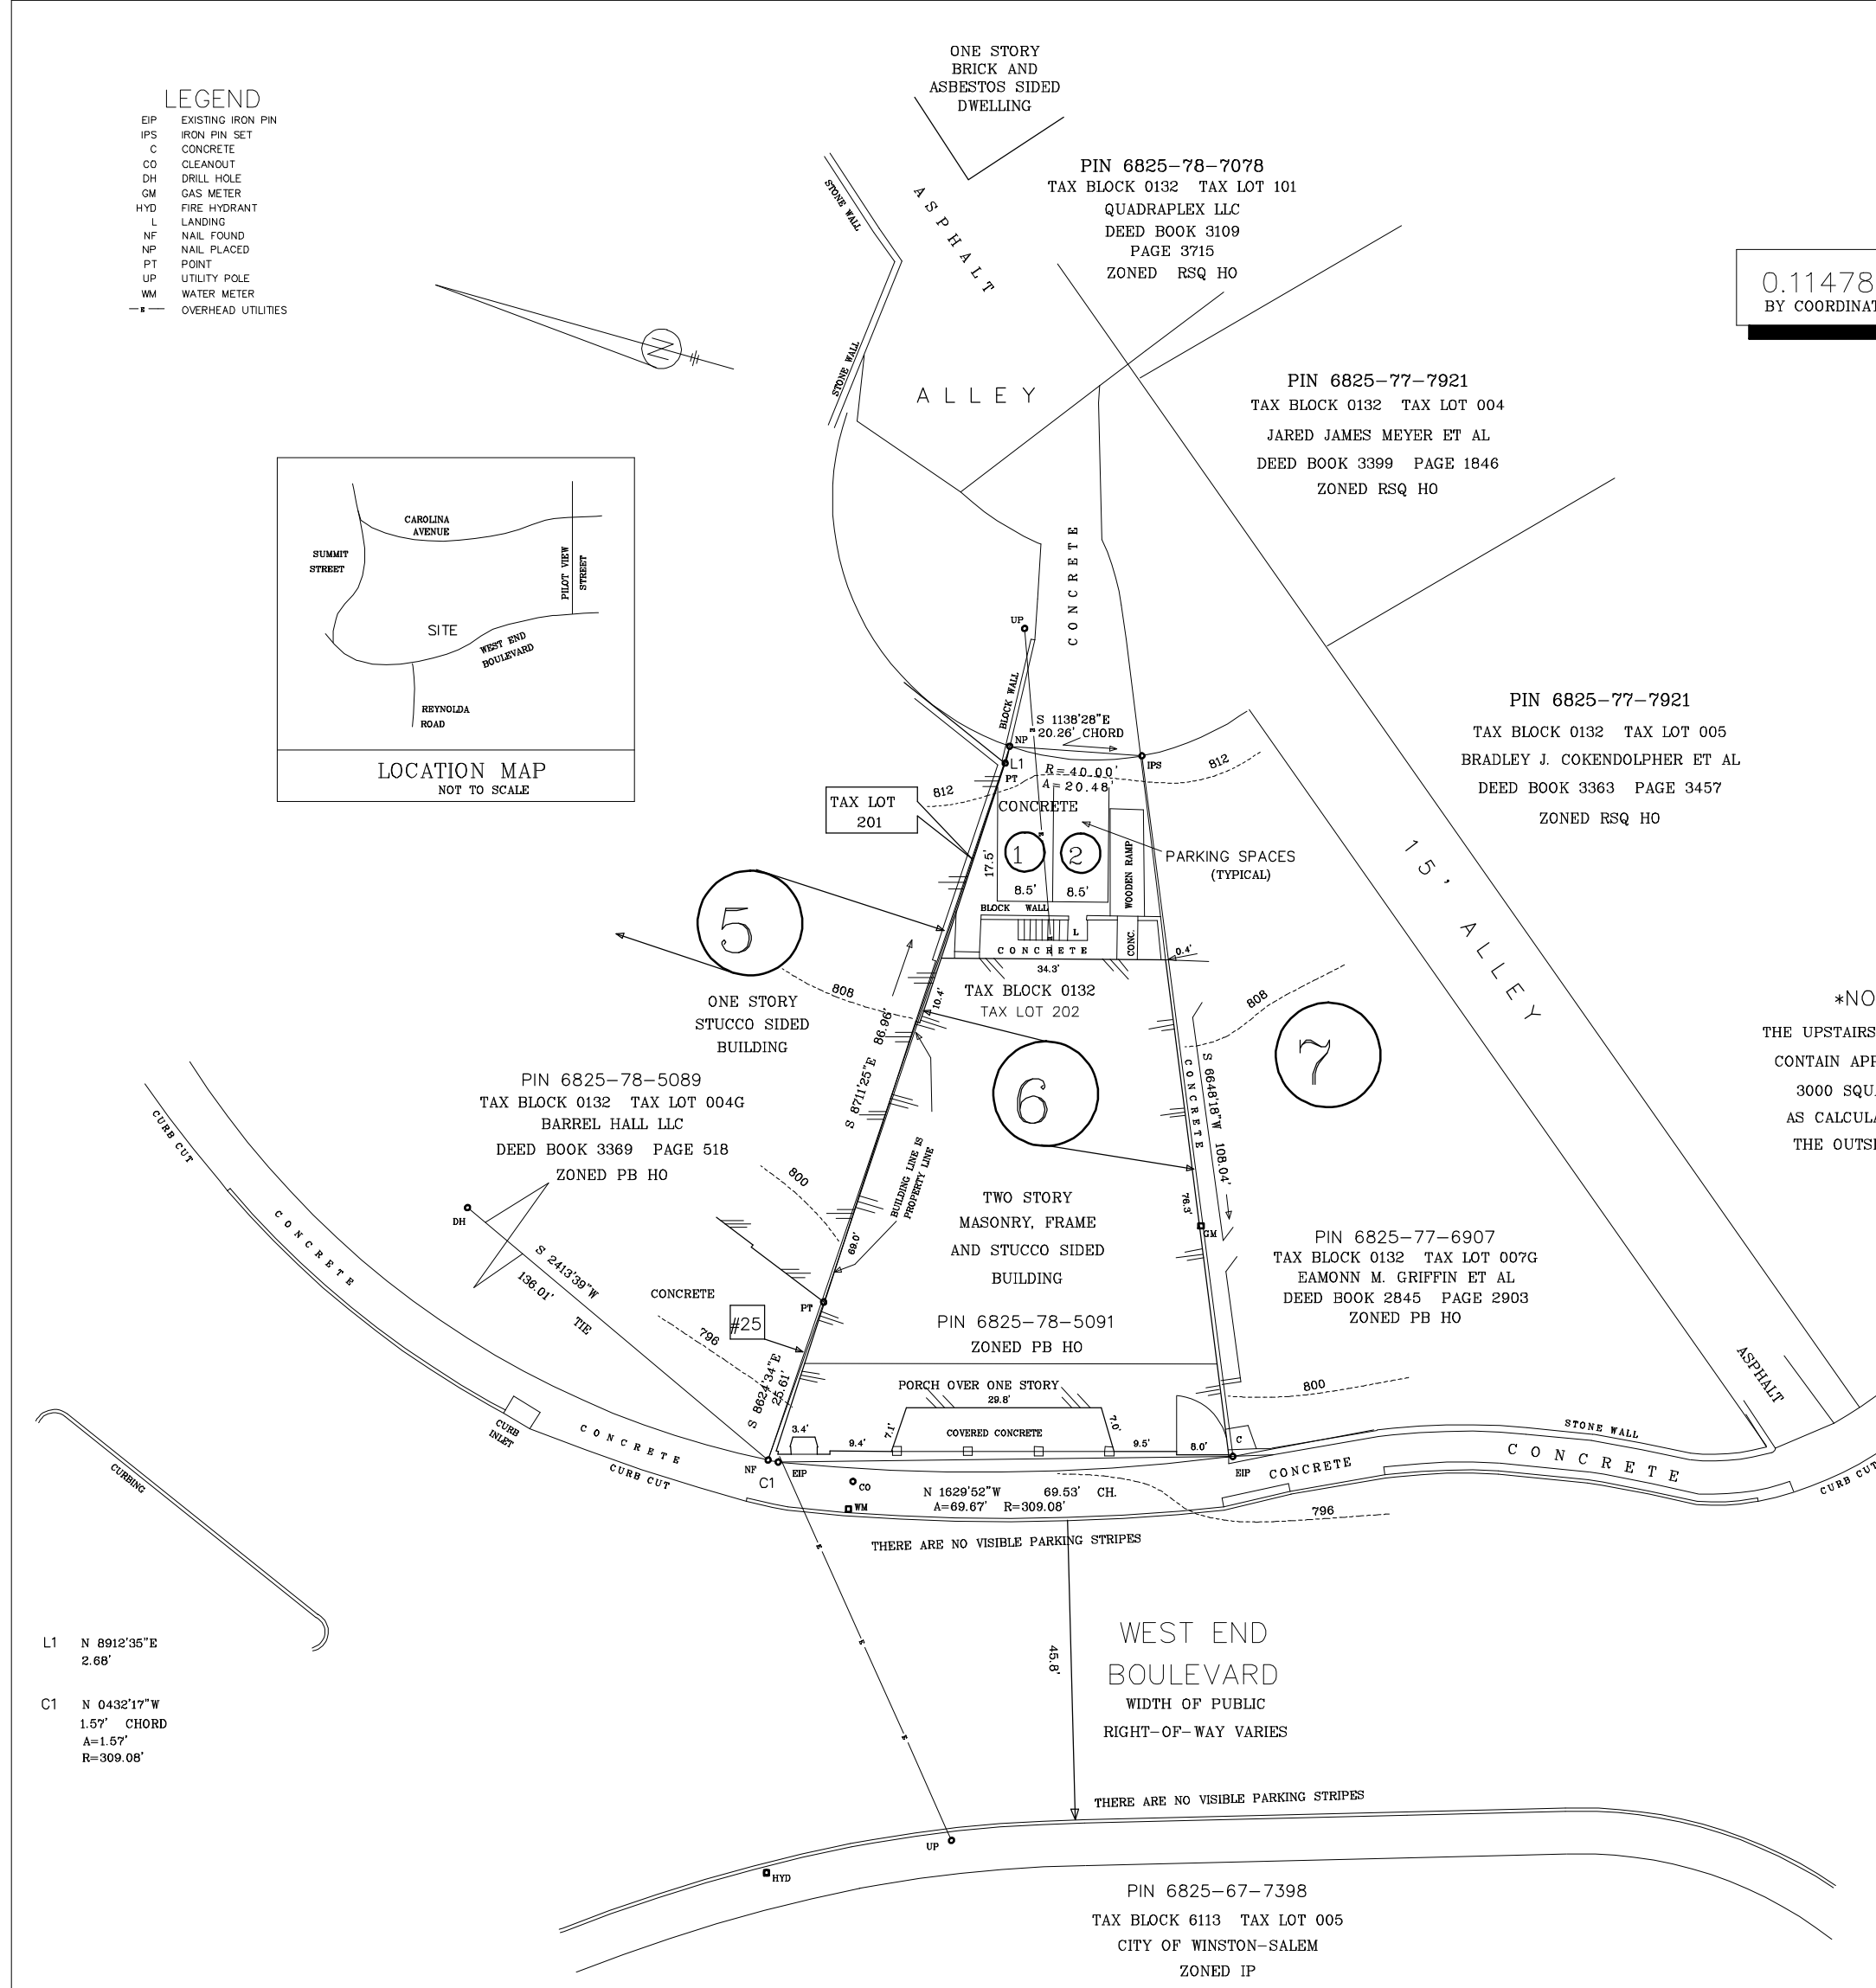 ONE STORY
BRICK AND
ASBESTOS SIDED
DWELLING
LEGEND
EIP EXISTING IRON PIN
IPS IRON PIN SET
C CONCRETE
CO CLEANOUT
DH DRILL HOLE
GM GAS METER
HYD FIRE HYDRANT
L LANDING
NF NAIL FOUND
NP NAIL PLACED
PT POINT
UP UTILITY POLE
WM WATER METER
E OVERHEAD UTILITIES
N
STONE WALL
ASPHALT
STONE WALL
ALLEY
PIN 6825-78-7078
TAX BLOCK 0132 TAX LOT 101
QUADRAPLEX LLC
DEED BOOK 3109
PAGE 3715
ZONED RSQ HO
0.11478
BY COORDINAT
PIN 6825-77-7921
TAX BLOCK 0132 TAX LOT 004
JARED JAMES MEYER ET AL
DEED BOOK 3399 PAGE 1846
ZONED RSQ HO
CAROLINA
AVENUE
SUMMIT
STREET
PILOT VIEW
STREET
SITE
WEST END
BOULEVARD
REYNOLDA
ROAD
LOCATION MAP
NOT TO SCALE
CONCRETE
UP
BLOCK WALL
S 1138'28"E
20.26' CHORD
NP
L1
PT
IPS
R=40.00'
A=20.48'
812
812
CONCRETE
TAX LOT
201
1
2
17.5'
8.5'
8.5'
WOODEN RAMP
PARKING SPACES
(TYPICAL)
BLOCK WALL
L
CONCRETE
CONC.
0.4'
34.3'
PIN 6825-77-7921
TAX BLOCK 0132 TAX LOT 005
BRADLEY J. COKENDOLPHER ET AL
DEED BOOK 3363 PAGE 3457
ZONED RSQ HO
15' ALLEY
5
ONE STORY
STUCCO SIDED
BUILDING
808
10.4'
TAX BLOCK 0132
TAX LOT 202
808
6
7
S 8711'25"E 86.96'
CONCRETE
S 6648'18"W 108.04'
*NO
THE UPSTAIRS
CONTAIN APP
3000 SQU
AS CALCULA
THE OUTSI
PIN 6825-78-5089
TAX BLOCK 0132 TAX LOT 004G
BARREL HALL LLC
DEED BOOK 3369 PAGE 518
ZONED PB HO
800
BUILDING LINE IS
PROPERTY LINE
69.0'
TWO STORY
MASONRY, FRAME
AND STUCCO SIDED
BUILDING
76.3'
GM
PIN 6825-77-6907
TAX BLOCK 0132 TAX LOT 007G
EAMONN M. GRIFFIN ET AL
DEED BOOK 2845 PAGE 2903
ZONED PB HO
CURB CUT
CONCRETE
DH
S 2413'39"W
136.01'
TIE
CONCRETE
PT
#25
796
PIN 6825-78-5091
ZONED PB HO
S 8624'34"E
25.61'
PORCH OVER ONE STORY
29.8'
800
3.4'
9.4'
7.1'
COVERED CONCRETE
7.0'
9.5'
8.0'
C
EIP
NF
C1
EIP
CO
WM
N 1629'52"W 69.53' CH.
A=69.67' R=309.08'
CURB
INLET
CONCRETE
CURB CUT
CONCRETE
796
STONE WALL
CONCRETE
ASPHALT
CURB CUT
CURBING
THERE ARE NO VISIBLE PARKING STRIPES
E
E
E
45.8'
WEST END
BOULEVARD
WIDTH OF PUBLIC
RIGHT-OF-WAY VARIES
L1 N 8912'35"E
2.68'
C1 N 0432'17"W
1.57' CHORD
A=1.57'
R=309.08'
THERE ARE NO VISIBLE PARKING STRIPES
UP
HYD
PIN 6825-67-7398
TAX BLOCK 6113 TAX LOT 005
CITY OF WINSTON-SALEM
ZONED IP